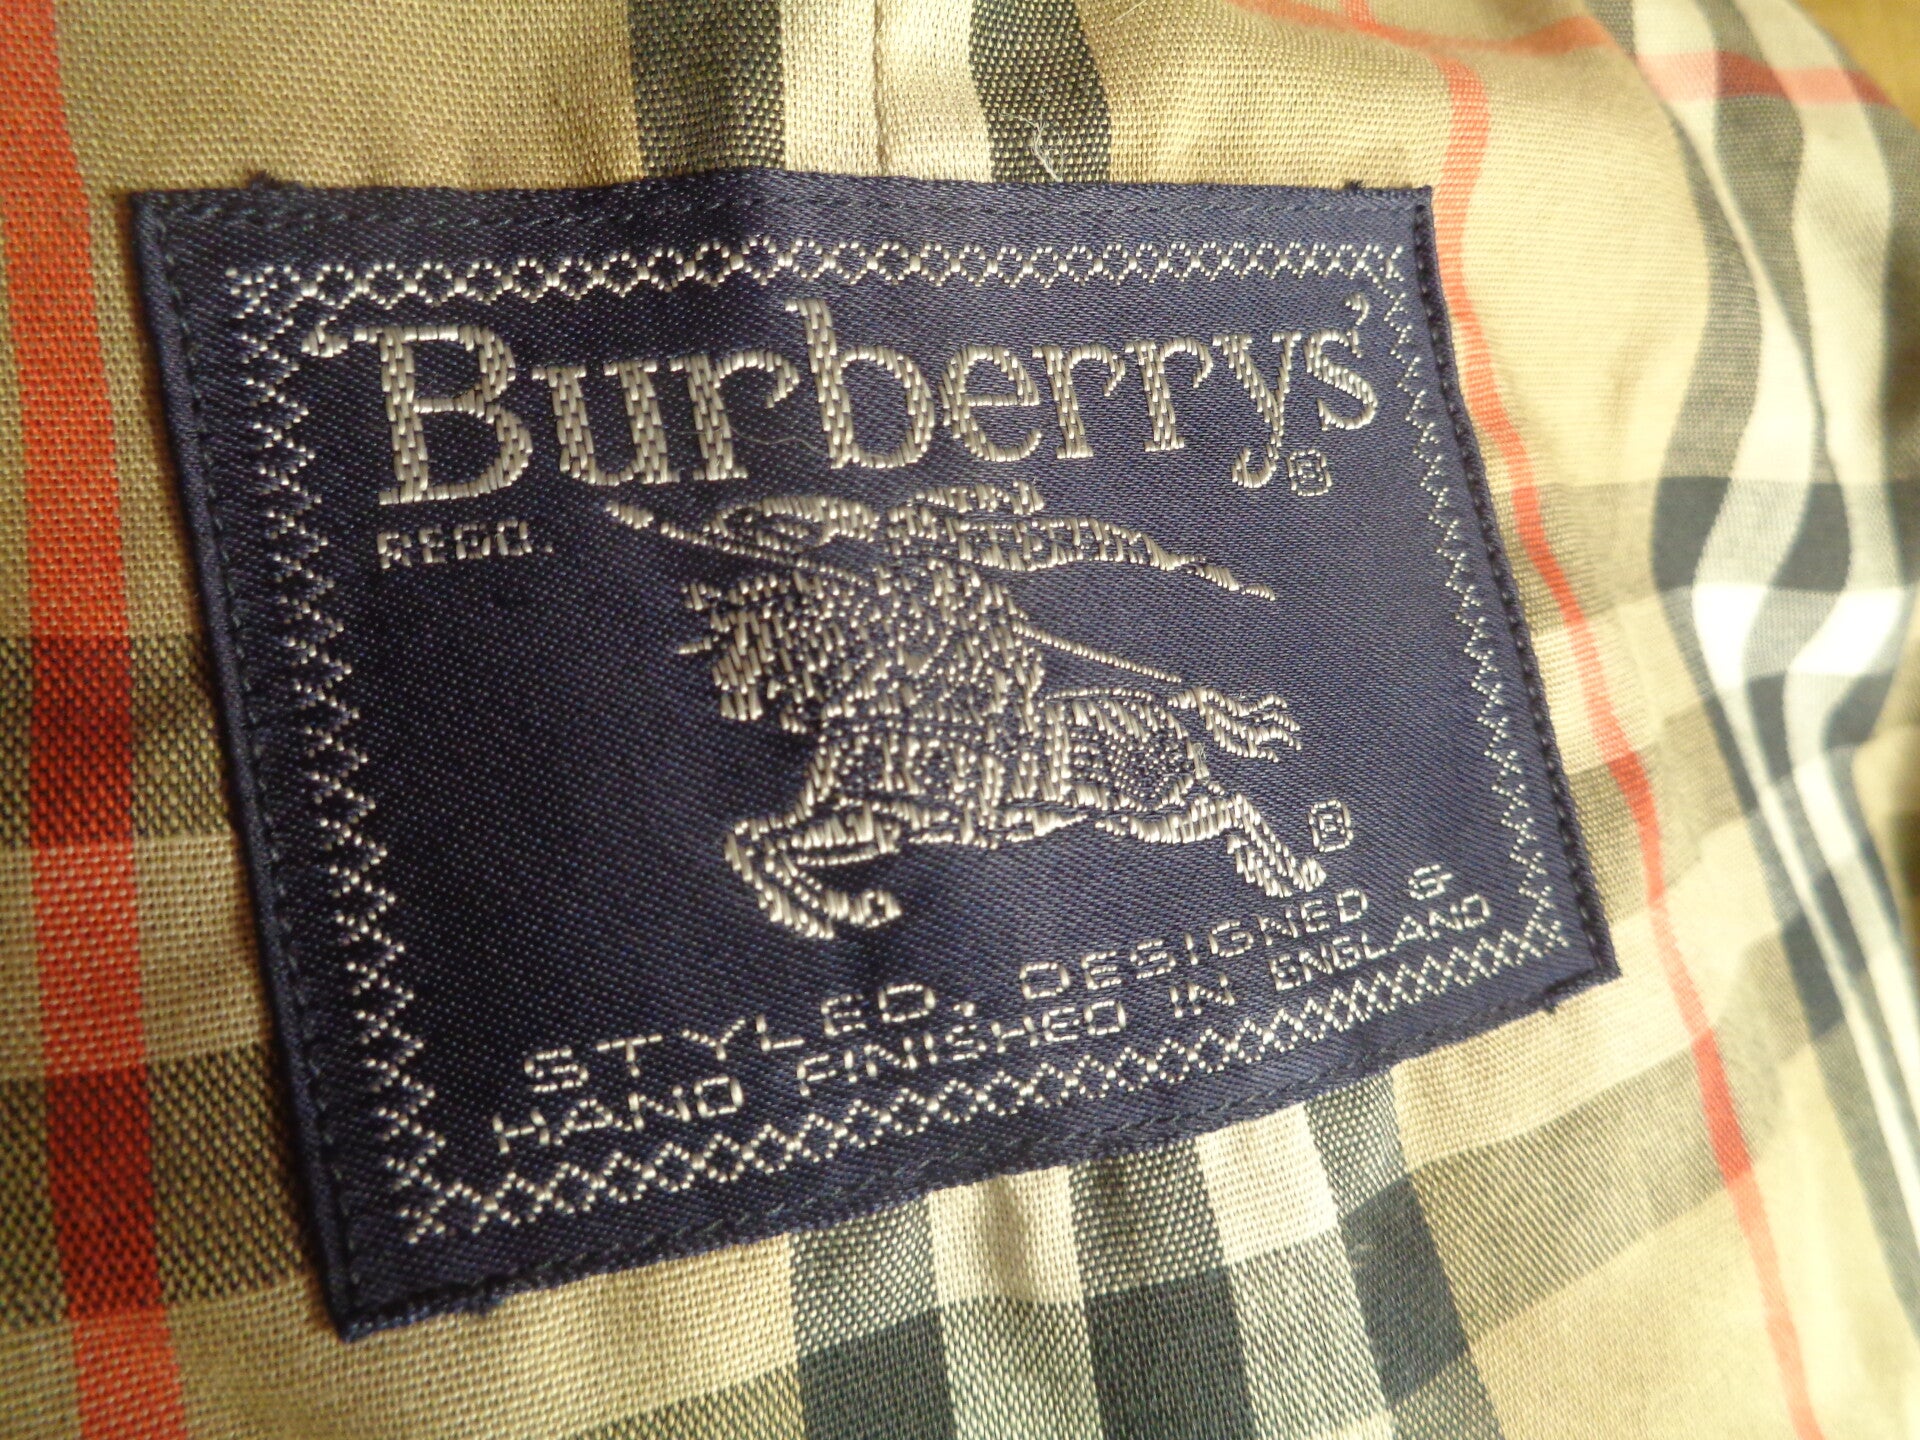 Burberrys'
REGD.
STYLED, DESIGNED &
HAND FINISHED IN ENGLAND